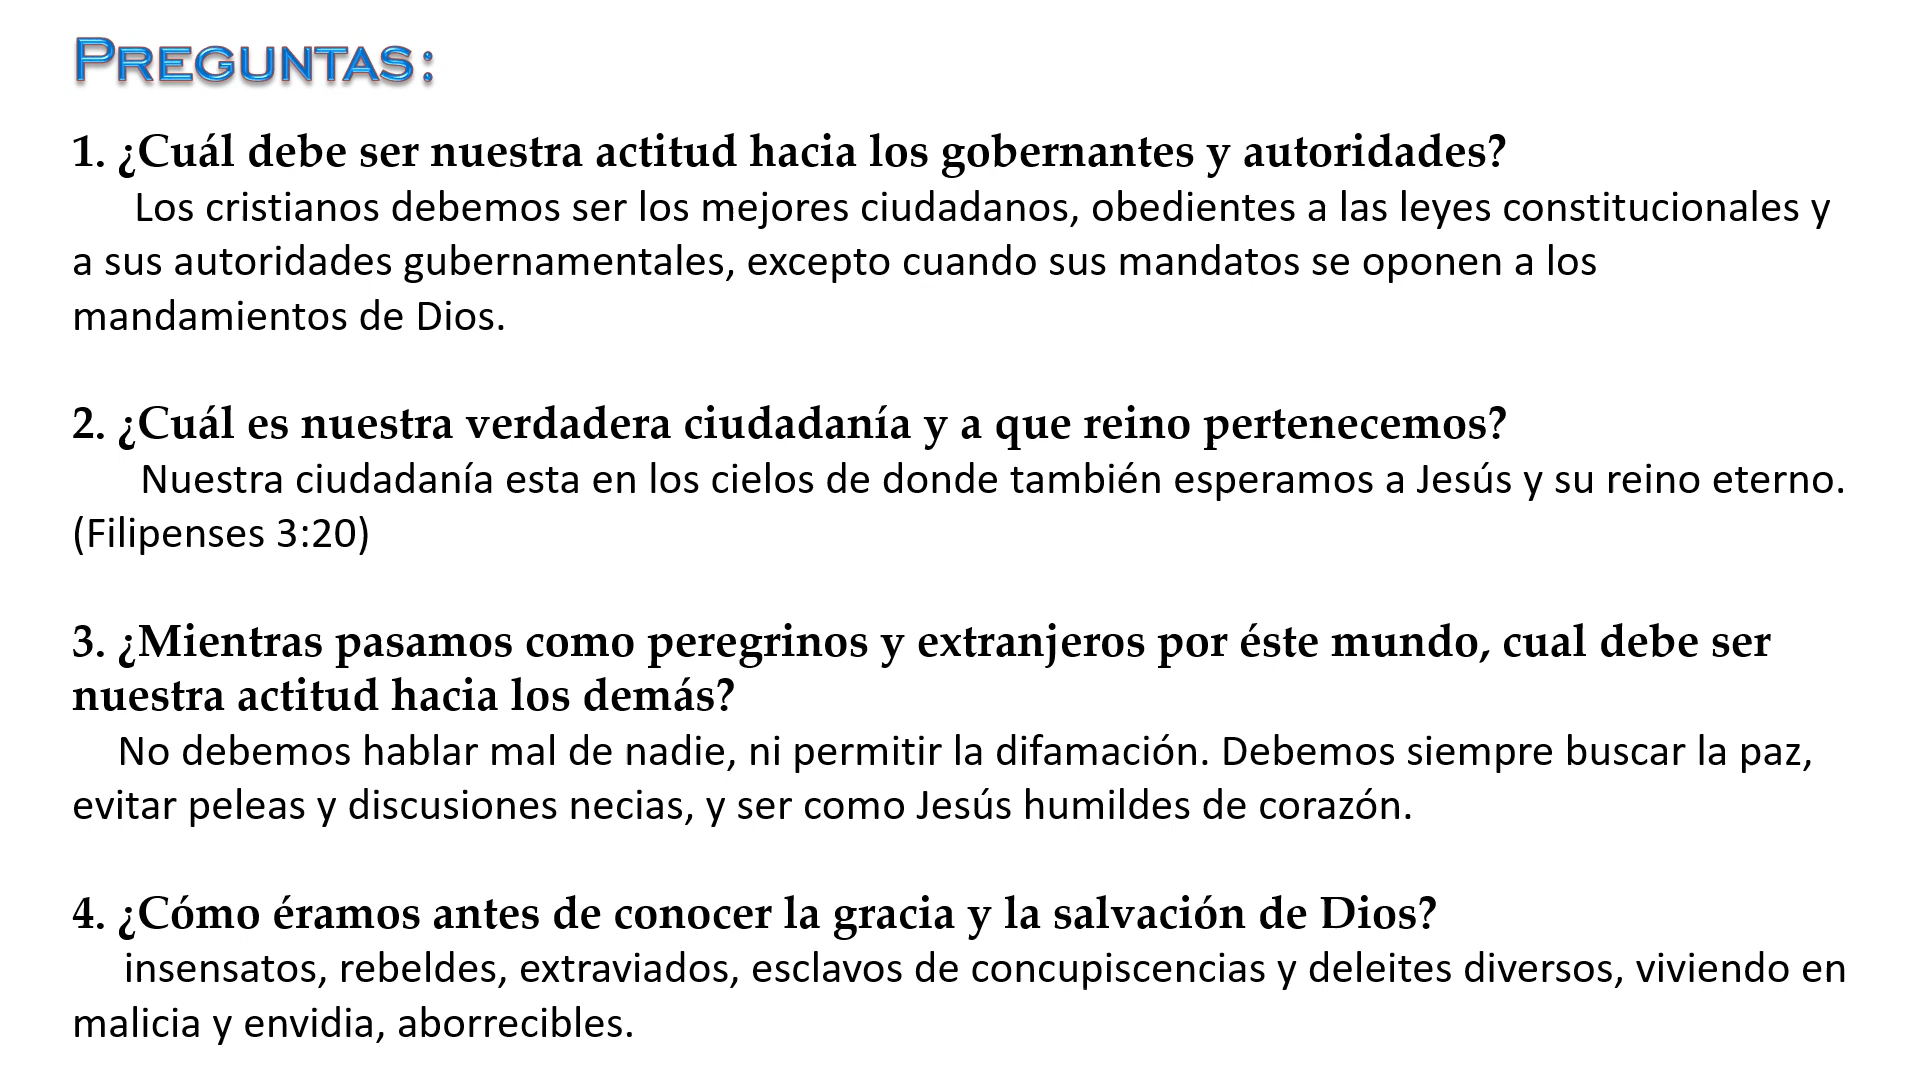 PREGUNTAS:
1. ¿Cuál debe ser nuestra actitud hacia los gobernantes y autoridades?
Los cristianos debemos ser los mejores ciudadanos, obedientes a las leyes constitucionales y
a sus autoridades gubernamentales, excepto cuando sus mandatos se oponen a los
mandamientos de Dios.
2. ¿Cuál es nuestra verdadera ciudadanía y a que reino pertenecemos?
Nuestra ciudadanía esta en los cielos de donde también esperamos a Jesús y su reino eterno.
(Filipenses 3:20)
3. ¿Mientras pasamos como peregrinos y extranjeros por éste mundo, cual debe ser
nuestra actitud hacia los demás?
No debemos hablar mal de nadie, ni permitir la difamación. Debemos siempre buscar la paz,
evitar peleas y discusiones necias, y ser como Jesús humildes de corazón.
4. ¿Cómo éramos antes de conocer la gracia y la salvación de Dios?
insensatos, rebeldes, extraviados, esclavos de concupiscencias y deleites diversos, viviendo en
malicia y envidia, aborrecibles.